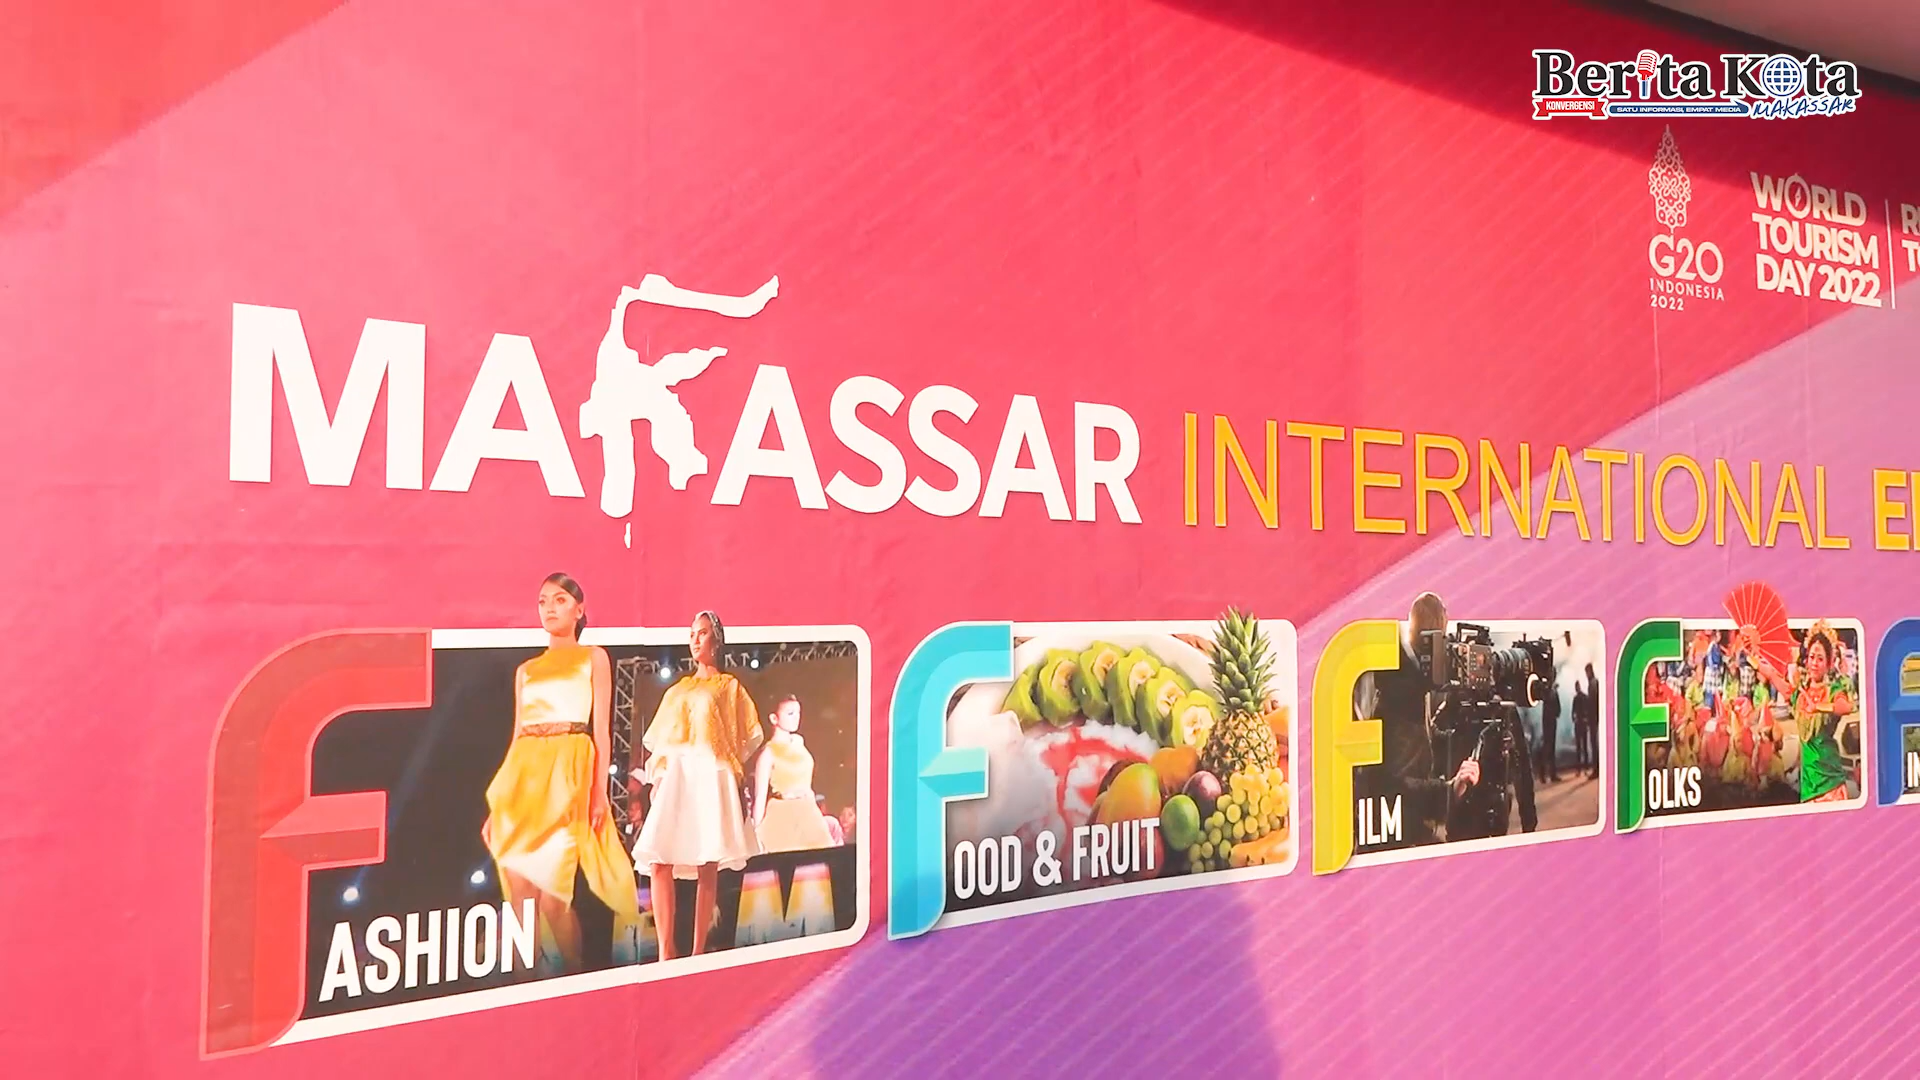 Berita Kota
KONVERGENSI
SATU INFORMASI, EMPAT MEDIA
MAKASSAR
G20
INDONESIA
2022
WORLD
TOURISM
DAY 2022
MAKASSAR INTERNATIONAL
FASHION
FOOD & FRUIT
FILM
FOLKS